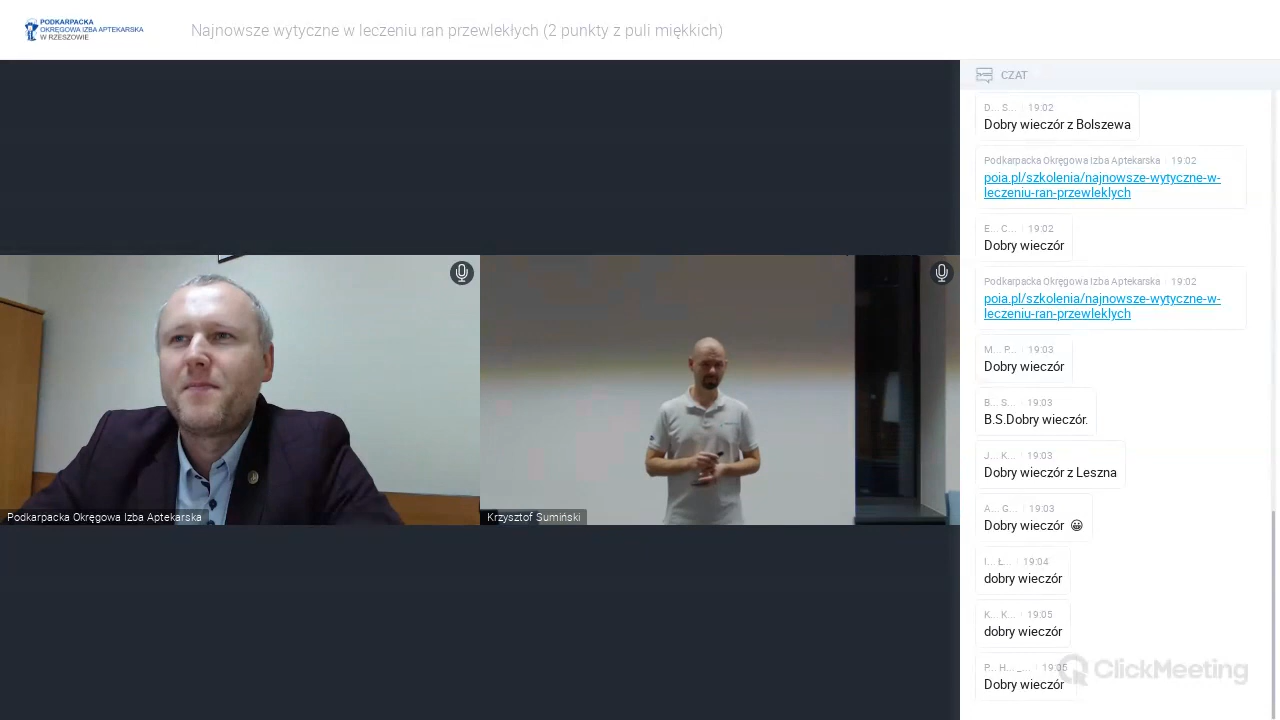 PODKARPACKA
OKRĘGOWA IZBA APTEKARSKA
W RZESZOWIE
Najnowsze wytyczne w leczeniu ran przewlekłych (2 punkty z puli miękkich)
CZAT
D... S... 19:02
Dobry wieczór z Bolszewa
Podkarpacka Okręgowa Izba Aptekarska 19:02
poia.pl/szkolenia/najnowsze-wytyczne-w-
leczeniu-ran-przewleklych
E... C... 19:02
Dobry wieczór
Podkarpacka Okręgowa Izba Aptekarska 19:02
poia.pl/szkolenia/najnowsze-wytyczne-w-
leczeniu-ran-przewleklych
M... P... 19:03
Dobry wieczór
B... S... 19:03
B.S.Dobry wieczór.
J... K... 19:03
Dobry wieczór z Leszna
A... G... 19:03
Dobry wieczór 😀
I... Ł... 19:04
dobry wieczór
K... K... 19:05
dobry wieczór
P... H... _... 19:05
Dobry wieczór
ClickMeeting
Podkarpacka Okręgowa Izba Aptekarska
Krzysztof Sumiński